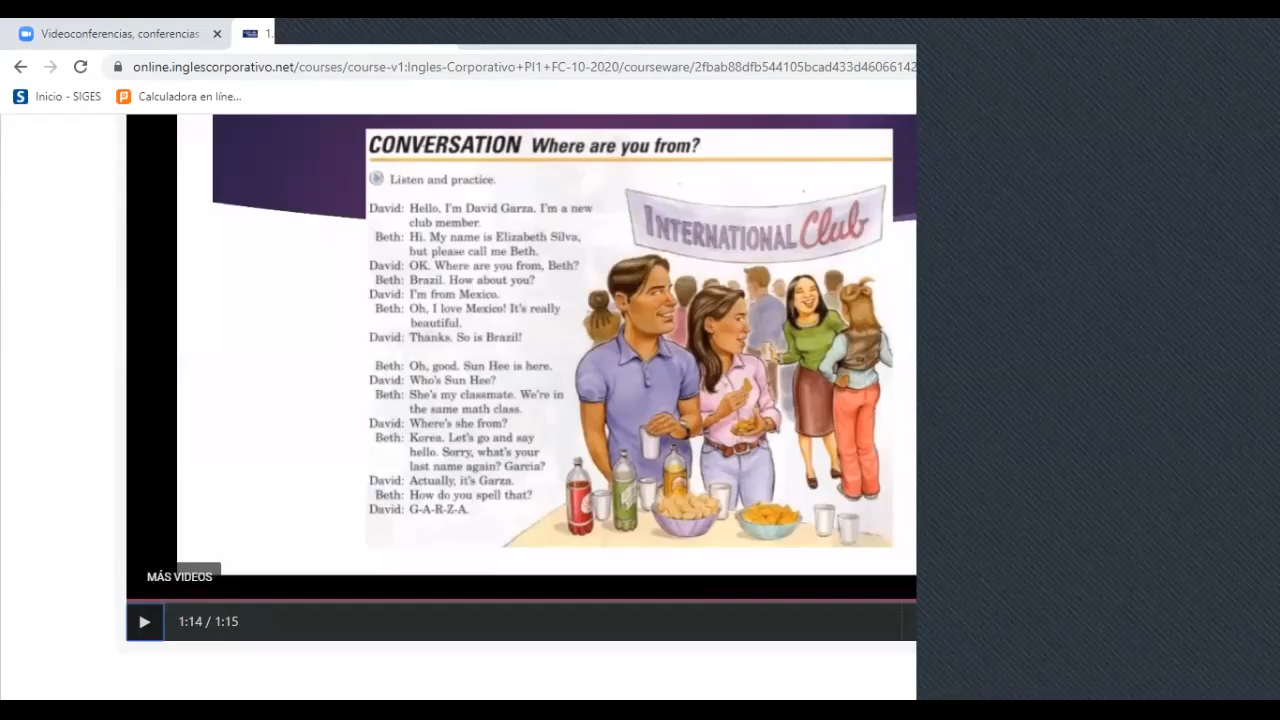 Videoconferencias, conferencias
1.
online.inglescorporativo.net/courses/course-v1:Ingles-Corporativo+PI1+FC-10-2020/courseware/2fbab88dfb544105bcad433d46066142
S Inicio - SIGES
Calculadora en líne...
CONVERSATION Where are you from?
Listen and practice.
David: Hello, I'm David Garza. I'm a new
club member.
Beth: Hi. My name is Elizabeth Silva,
but please call me Beth.
David: OK. Where are you from, Beth?
Beth: Brazil. How about you?
David: I'm from Mexico.
Beth: Oh, I love Mexico! It's really
beautiful.
David: Thanks. So is Brazil!
Beth: Oh, good. Sun Hee is here.
David: Who's Sun Hee?
Beth: She's my classmate. We're in
the same math class.
David: Where's she from?
Beth: Korea. Let's go and say
hello. Sorry, what's your
last name again? Garcia?
David: Actually, it's Garza.
Beth: How do you spell that?
David: G-A-R-Z-A.
INTERNATIONAL Club
MÁS VIDEOS
1:14 / 1:15